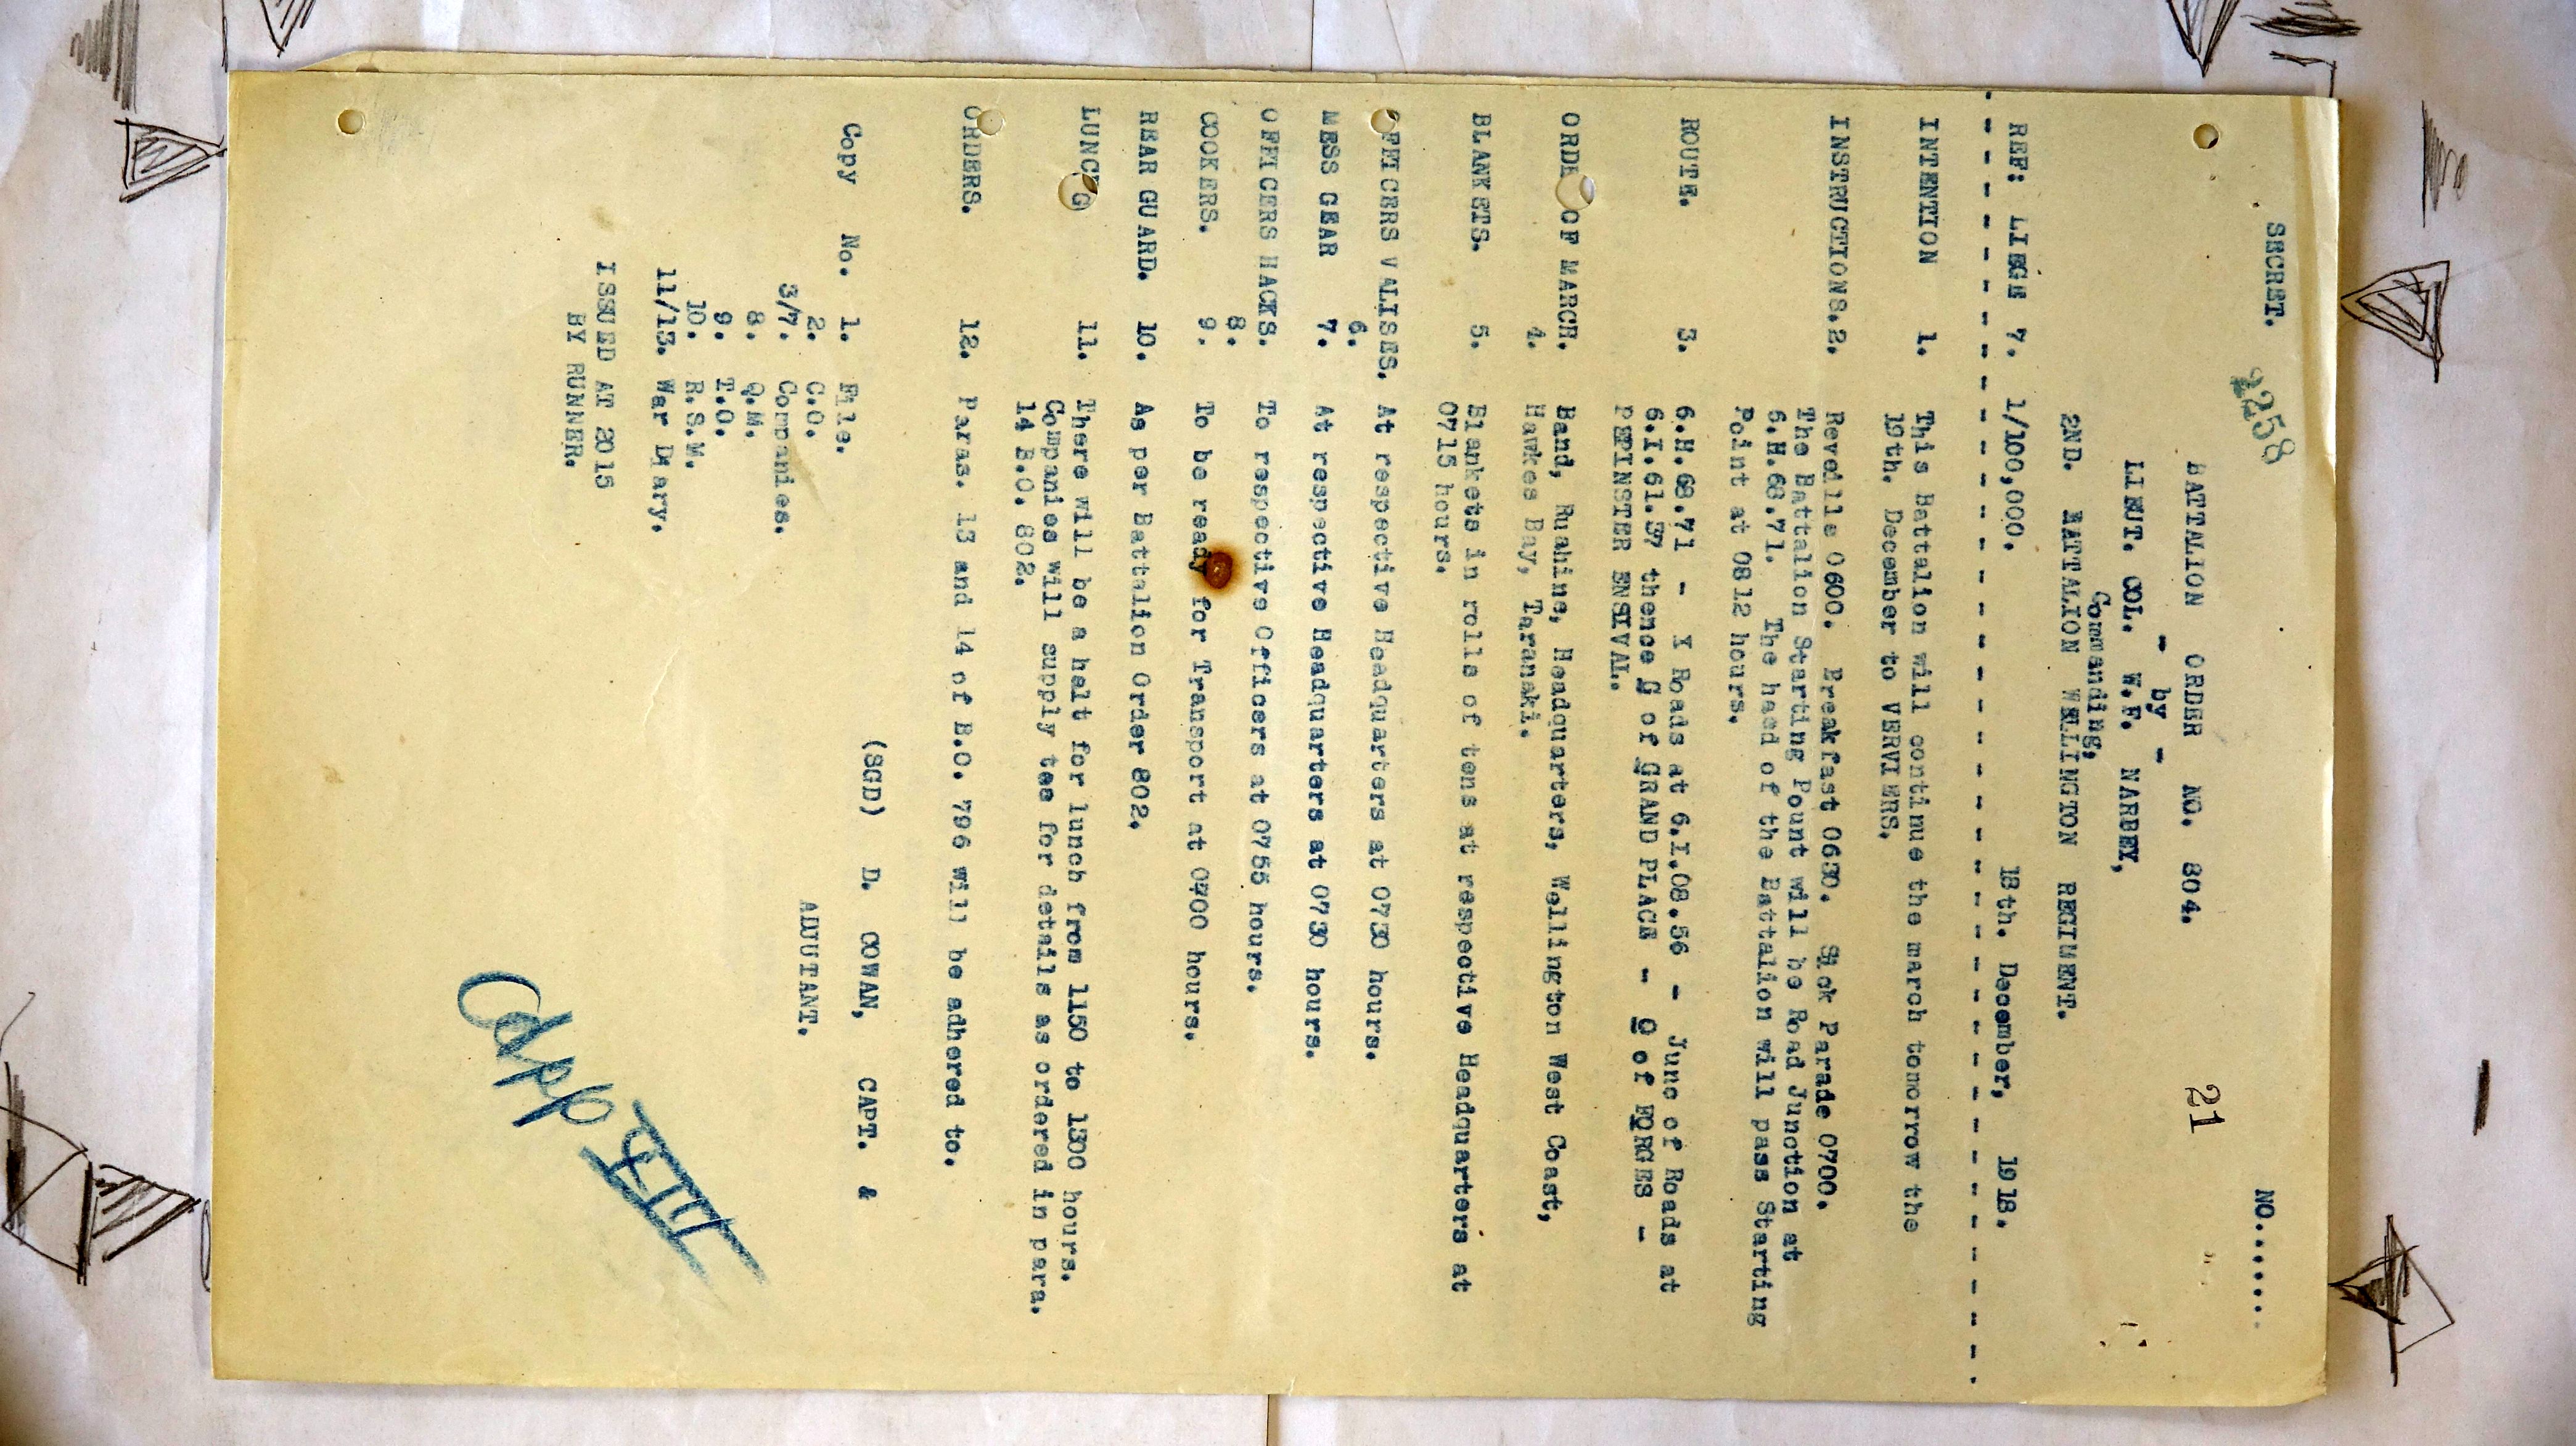 SECRET. NO.......
2258
BATTALION ORDER NO. 804. 21
- by -
LIEUT. COL. W.F. NARBEY,
Commanding,
2ND. BATTALION WELLINGTON REGIMENT.
18th. December, 1918.
REF: LIEGE 7. 1/100,000.
INTENTION 1. This Battalion will continue the march tomorrow the
19th. December to VERVIERS.
INSTRUCTIONS.2. Reveille 0600. Breakfast 0630. Sick Parade 0700.
The Battalion Starting Pount will be Road Junction at
6.H.68.71. The head of the Battalion will pass Starting
Point at 0812 hours.
ROUTE. 3. 6.H.68.71 - X Roads at 6.I.08.56 - Junc of Roads at
6.I.61.37 thence G of GRAND PLACE - O of FORGES -
PEPINSTER ENSIVAL.
ORDE OF MARCH.
4. Band, Ruahine, Headquarters, Wellington West Coast,
Hawkes Bay, Taranaki.
BLANKETS. 5. Blankets in rolls of tens at respective Headquarters at
0715 hours.
OFFICERS VALISES. At respective Headquarters at 0730 hours.
6.
MESS GEAR 7. At respective Headquarters at 0730 hours.
OFFICERS HACKS. To respective Officers at 0755 hours.
8.
COOKERS. 9. To be ready for Transport at 0700 hours.
REAR GUARD. 10. As per Battalion Order 802.
LUNCH 11. There will be a halt for lunch from 1150 to 1300 hours.
Companies will supply tea for details as ordered in para.
14 B.O. 802.
ORDERS. 12. Paras. 13 and 14 of B.O. 796 will be adhered to.
(SGD) D. COWAN, CAPT. &
ADJUTANT.
Copy No. 1. File.
2. C.O.
3/7. Companies.
8. Q.M.
9. T.O.
10. R.S.M.
11/13. War Diary.
ISSUED AT 2015
BY RUNNER.
App